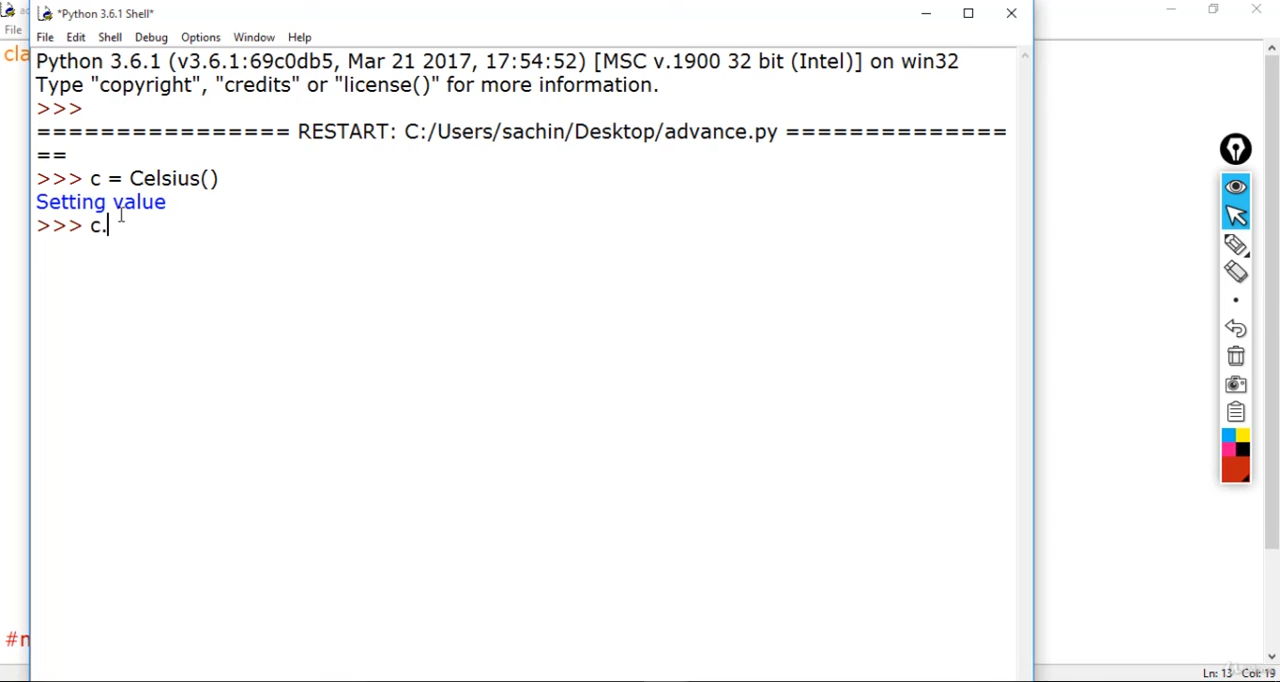 *Python 3.6.1 Shell*
File
File Edit Shell Debug Options Window Help
cla
Python 3.6.1 (v3.6.1:69c0db5, Mar 21 2017, 17:54:52) [MSC v.1900 32 bit (Intel)] on win32
Type "copyright", "credits" or "license()" for more information.
>>>
================ RESTART: C:/Users/sachin/Desktop/advance.py ==============
==
>>> c = Celsius()
Setting value
>>> c.
#n
Ln: 13 Col: 19